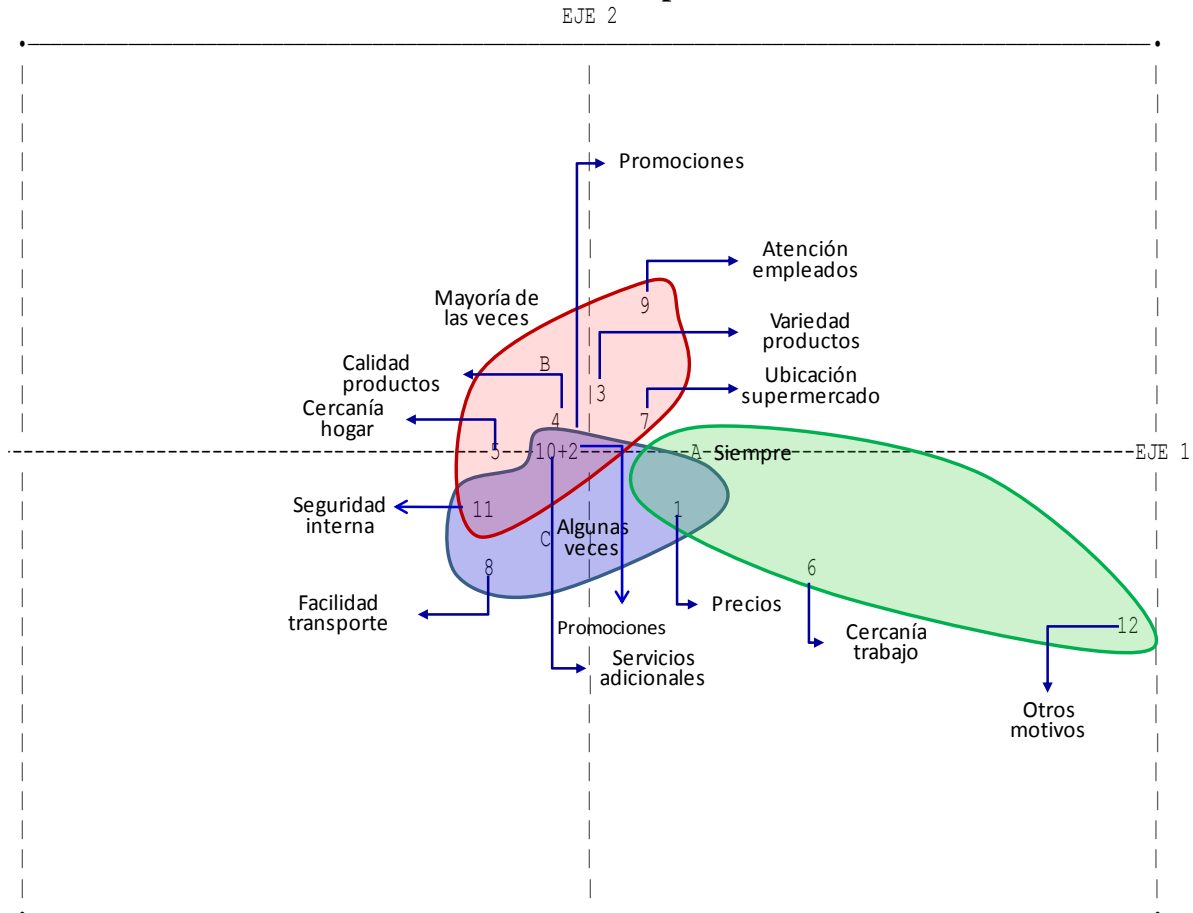 EJE 2
Promociones
Atención
empleados
Mayoría de
las veces
9
Variedad
productos
B
Calidad
productos
3
Ubicación
supermercado
Cercanía
hogar
4
7
5
10+2
A
Siempre
EJE 1
Seguridad
interna
11
1
C
Algunas
veces
8
6
Facilidad
transporte
Precios
Promociones
Cercanía
trabajo
12
Servicios
adicionales
Otros
motivos